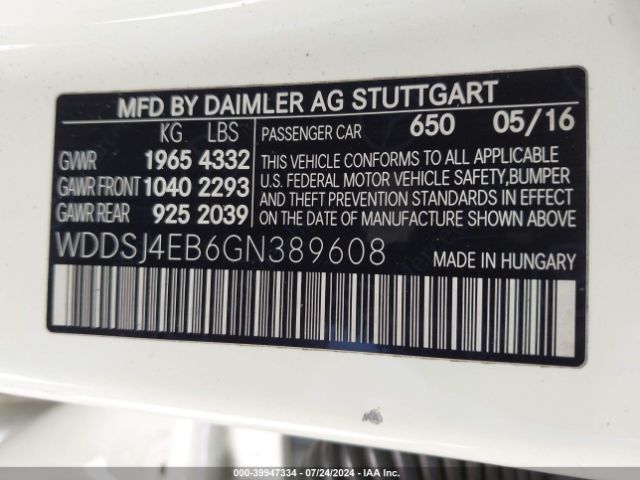 MFD BY DAIMLER AG STUTTGART
KG LBS
GVWR 1965 4332
GAWR FRONT 1040 2293
GAWR REAR 925 2039
PASSENGER CAR 650 05/16
THIS VEHICLE CONFORMS TO ALL APPLICABLE
U.S. FEDERAL MOTOR VEHICLE SAFETY,BUMPER
AND THEFT PREVENTION STANDARDS IN EFFECT
ON THE DATE OF MANUFACTURE SHOWN ABOVE
WDDSJ4EB6GN389608 MADE IN HUNGARY
000-39947334 - 07/24/2024 - IAA Inc.